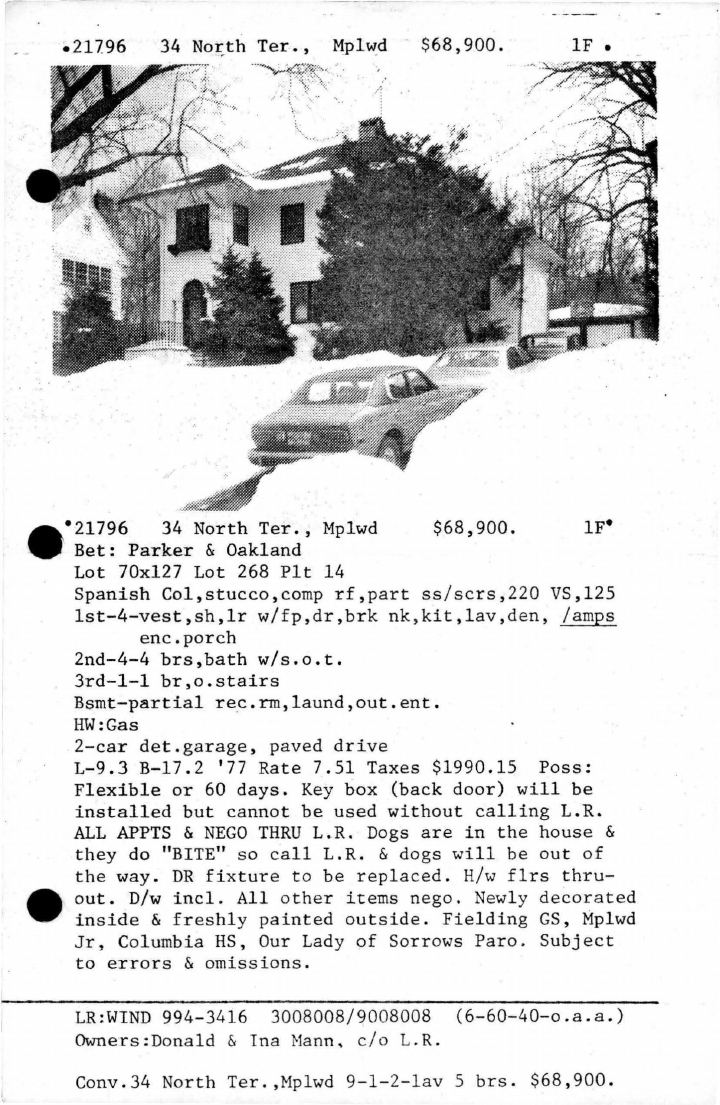 21796 34 North Ter., Mplwd $68,900. 1F
21796 34 North Ter., Mplwd $68,900. 1F
Bet: Parker & Oakland
Lot 70x127 Lot 268 Plt 14
Spanish Col,stucco,comp rf,part ss/scrs,220 VS,125
1st-4-vest,sh,lr w/fp,dr,brk nk,kit,lav,den, /amps
enc.porch
2nd-4-4 brs,bath w/s.o.t.
3rd-1-1 br,o.stairs
Bsmt-partial rec.rm,laund,out.ent.
HW:Gas
2-car det.garage, paved drive
L-9.3 B-17.2 '77 Rate 7.51 Taxes $1990.15 Poss:
Flexible or 60 days. Key box (back door) will be
installed but cannot be used without calling L.R.
ALL APPTS & NEGO THRU L.R. Dogs are in the house &
they do "BITE" so call L.R. & dogs will be out of
the way. DR fixture to be replaced. H/w flrs thru-
out. D/w incl. All other items nego. Newly decorated
inside & freshly painted outside. Fielding GS, Mplwd
Jr, Columbia HS, Our Lady of Sorrows Paro. Subject
to errors & omissions.
LR:WIND 994-3416 3008008/9008008 (6-60-40-o.a.a.)
Owners:Donald & Ina Mann, c/o L.R.
Conv.34 North Ter.,Mplwd 9-1-2-lav 5 brs. $68,900.